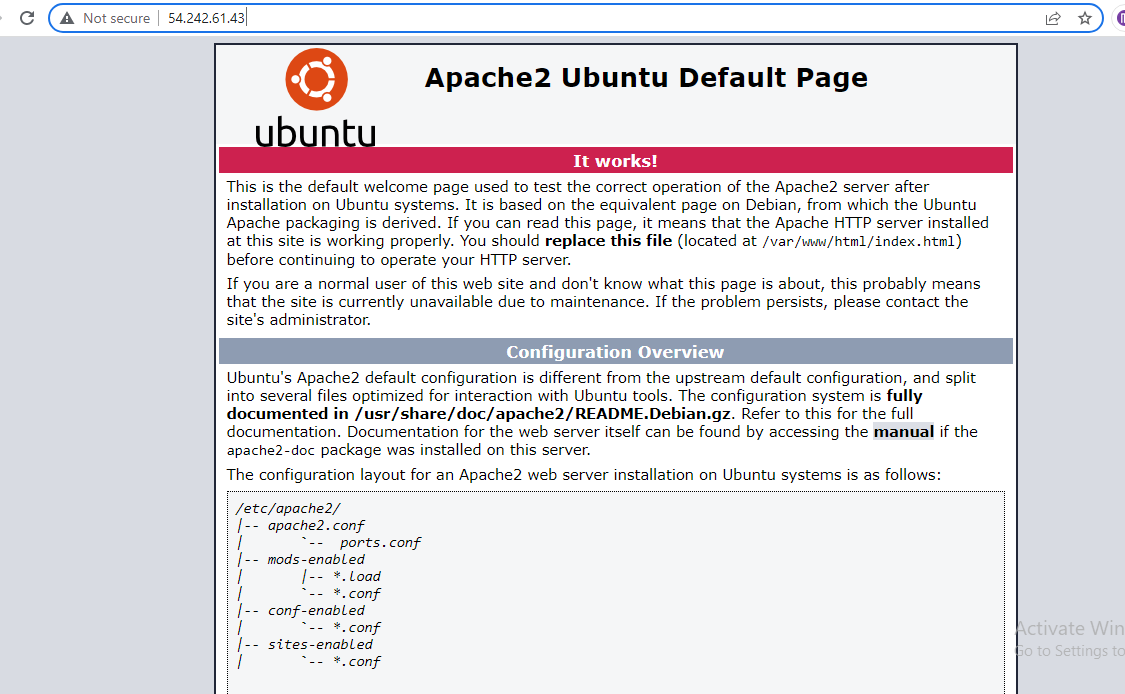 Not secure | 54.242.61.43
Apache2 Ubuntu Default Page
ubuntu
It works!
This is the default welcome page used to test the correct operation of the Apache2 server after
installation on Ubuntu systems. It is based on the equivalent page on Debian, from which the Ubuntu
Apache packaging is derived. If you can read this page, it means that the Apache HTTP server installed
at this site is working properly. You should replace this file (located at /var/www/html/index.html)
before continuing to operate your HTTP server.
If you are a normal user of this web site and don't know what this page is about, this probably means
that the site is currently unavailable due to maintenance. If the problem persists, please contact the
site's administrator.
Configuration Overview
Ubuntu's Apache2 default configuration is different from the upstream default configuration, and split
into several files optimized for interaction with Ubuntu tools. The configuration system is fully
documented in /usr/share/doc/apache2/README.Debian.gz. Refer to this for the full
documentation. Documentation for the web server itself can be found by accessing the manual if the
apache2-doc package was installed on this server.
The configuration layout for an Apache2 web server installation on Ubuntu systems is as follows:
/etc/apache2/
|-- apache2.conf
|       `--  ports.conf
|-- mods-enabled
|       |-- *.load
|       `-- *.conf
|-- conf-enabled
|       `-- *.conf
|-- sites-enabled
|       `-- *.conf
Activate Win
Go to Settings to